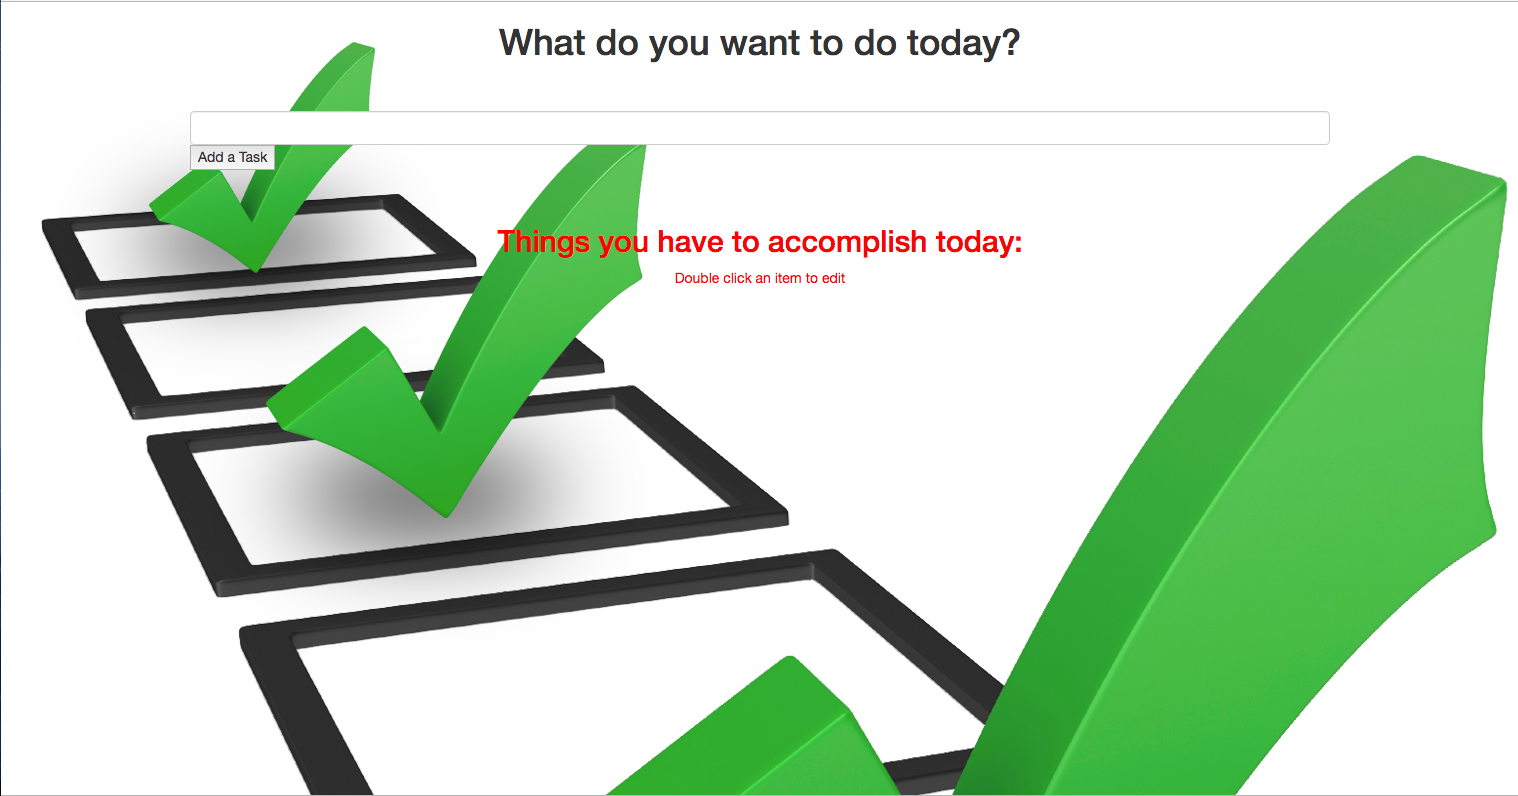 What do you want to do today?
Add a Task
Things you have to accomplish today:
Double click an item to edit